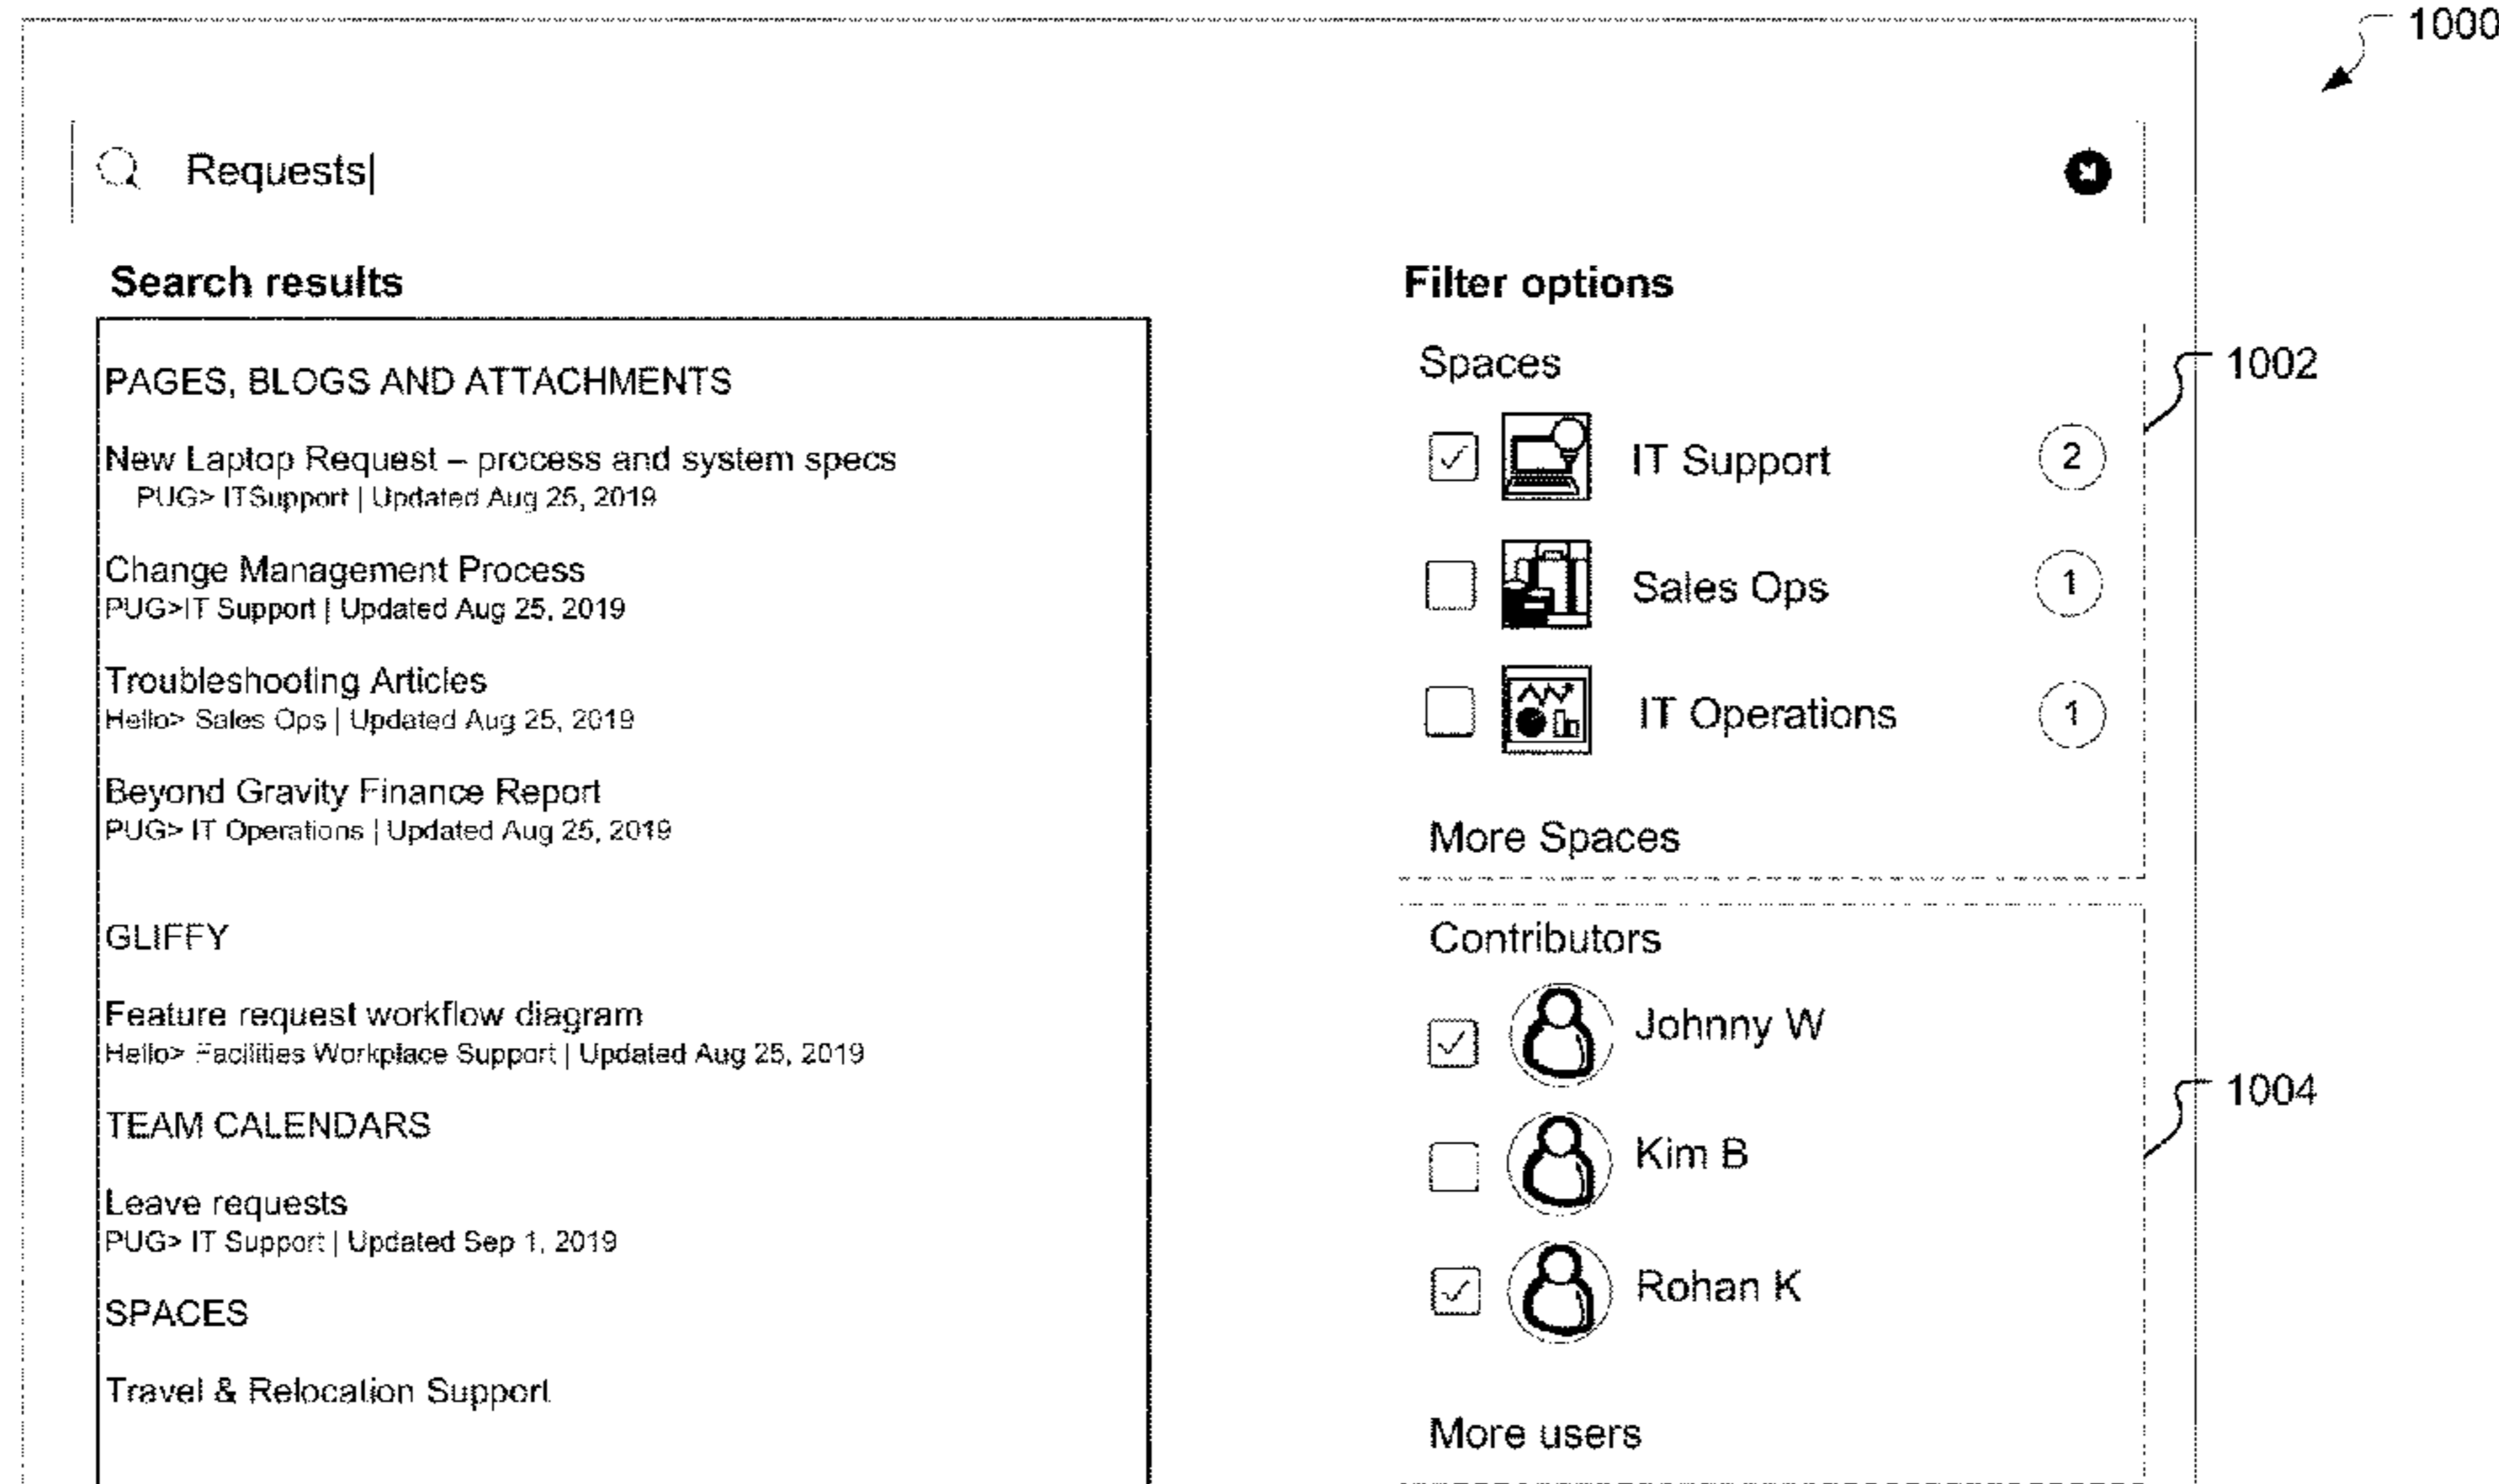 1000
Requests
Search results
PAGES, BLOGS AND ATTACHMENTS
New Laptop Request – process and system specs
PUG> ITSupport | Updated Aug 25, 2019
Change Management Process
PUG>IT Support | Updated Aug 25, 2019
Troubleshooting Articles
Hello> Sales Ops | Updated Aug 25, 2019
Beyond Gravity Finance Report
PUG> IT Operations | Updated Aug 25, 2019
GLIFFY
Feature request workflow diagram
Hello> Facilities Workplace Support | Updated Aug 25, 2019
TEAM CALENDARS
Leave requests
PUG> IT Support | Updated Sep 1, 2019
SPACES
Travel & Relocation Support
Filter options
Spaces
1002
IT Support 2
Sales Ops 1
IT Operations 1
More Spaces
Contributors
Johnny W
1004
Kim B
Rohan K
More users